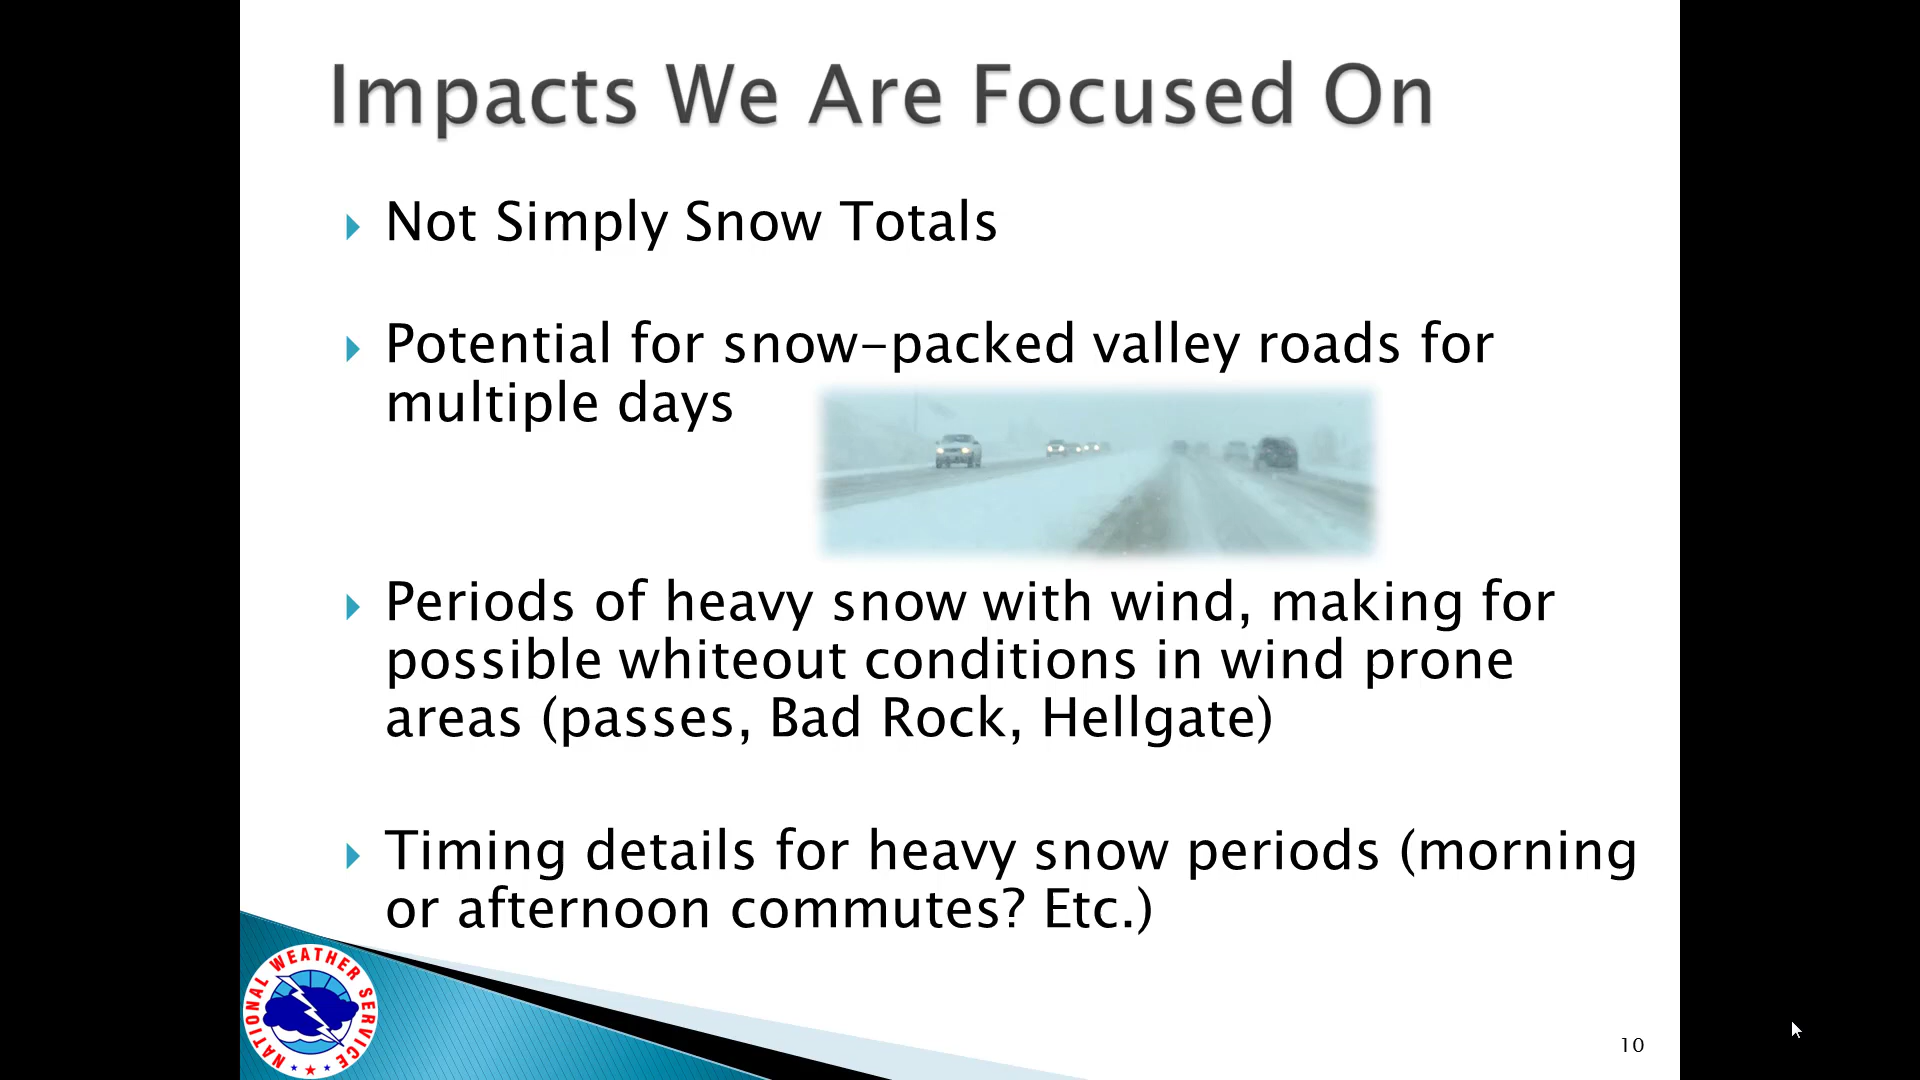 Impacts We Are Focused On
Not Simply Snow Totals
Potential for snow-packed valley roads for
multiple days
Periods of heavy snow with wind, making for
possible whiteout conditions in wind prone
areas (passes, Bad Rock, Hellgate)
Timing details for heavy snow periods (morning
or afternoon commutes? Etc.)
NATIONAL WEATHER SERVICE
10